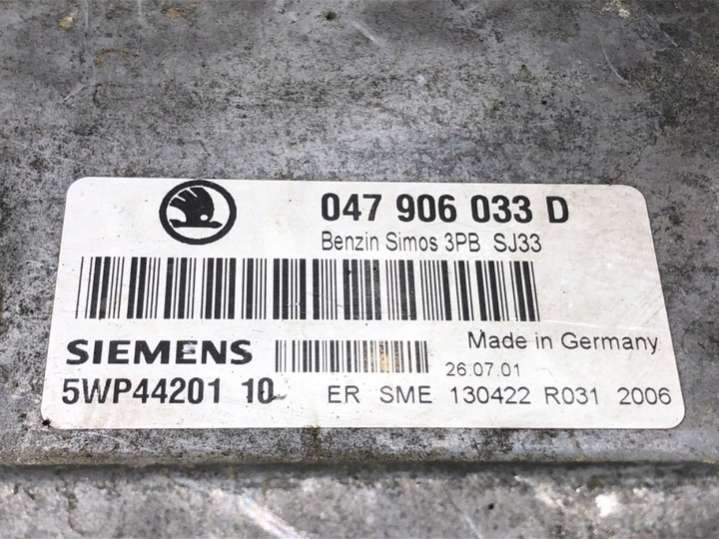 047 906 033 D
Benzin Simos 3PB SJ33
Made in Germany
SIEMENS
26.07.01
5WP44201 10
ER SME 130422 R031 2006